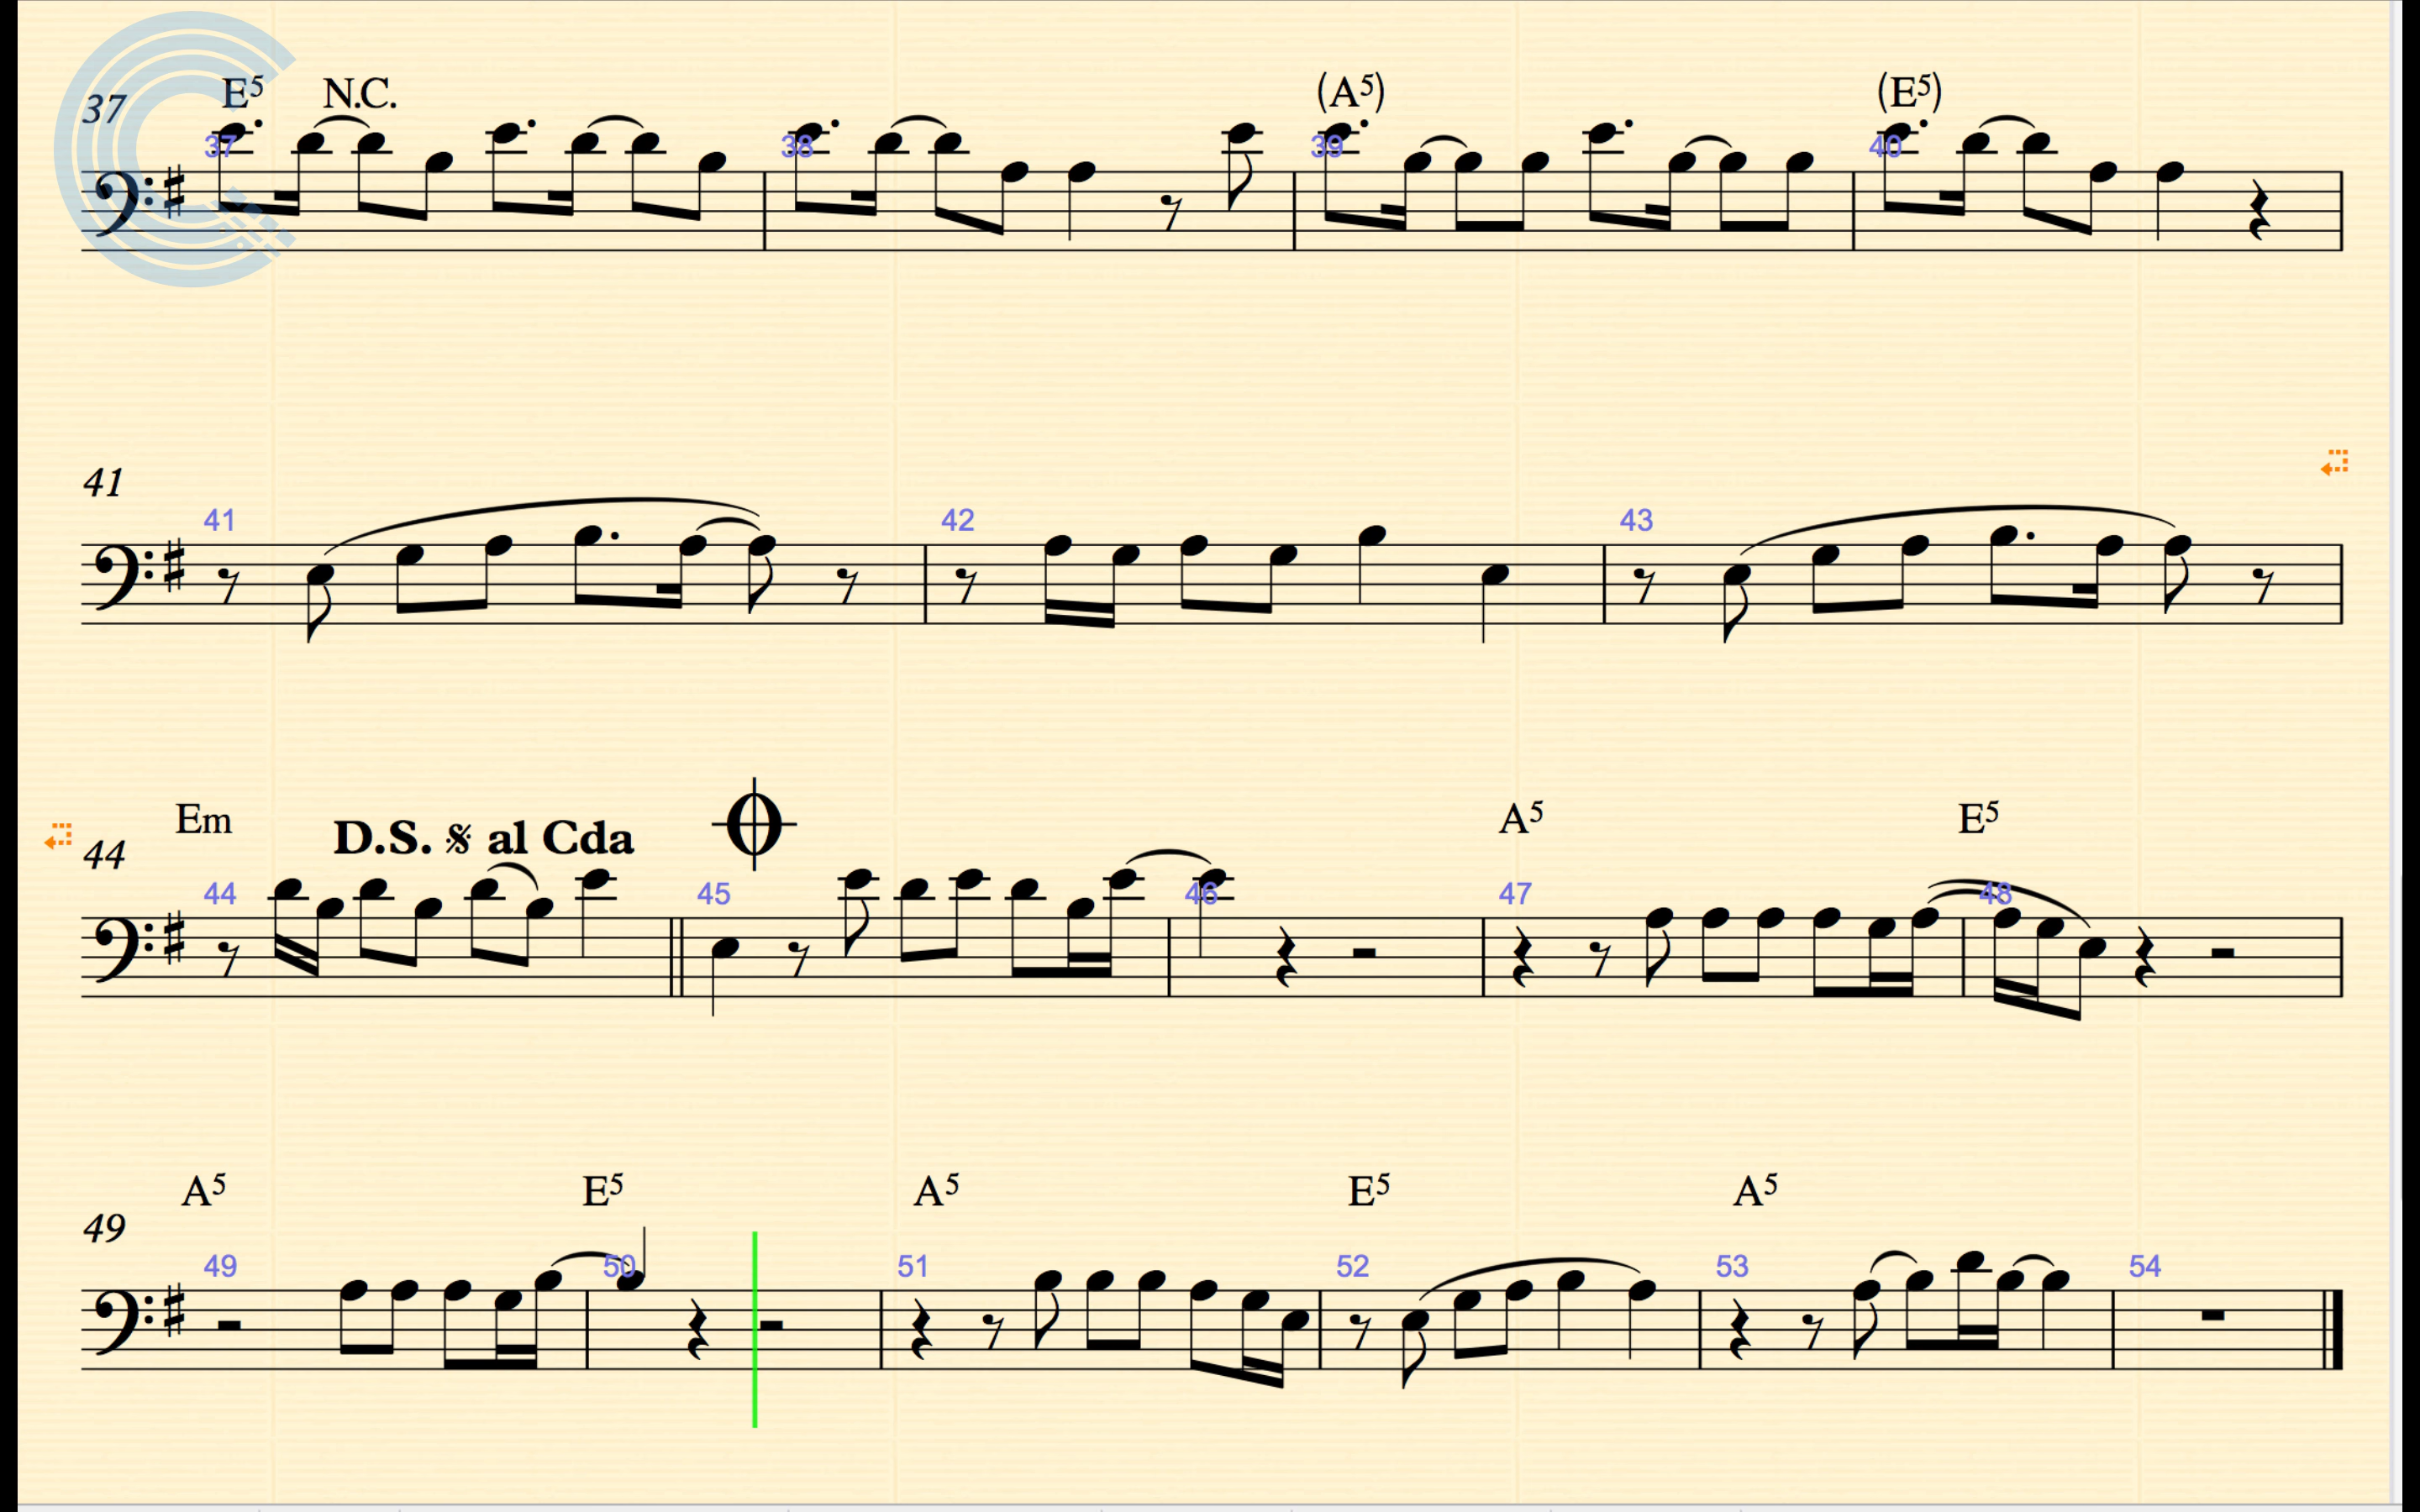 E5 N.C. (A5) (E5)
37
37 38 39 40
41
41 42 43
Em D.S. 𝄋 al Cda A5 E5
44
44 45 46 47 48
A5 E5 A5 E5 A5
49
49 50 51 52 53 54